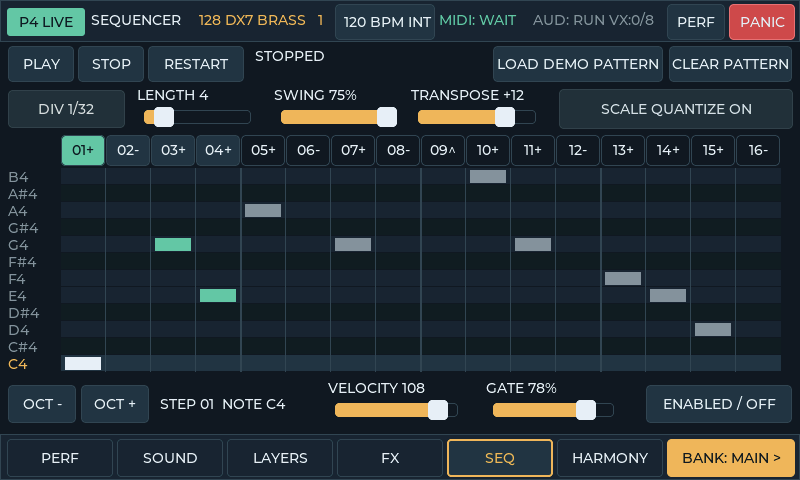 P4 LIVE SEQUENCER 128 DX7 BRASS 1 120 BPM INT MIDI: WAIT AUD: RUN VX:0/8 PERF PANIC
PLAY STOP RESTART STOPPED LOAD DEMO PATTERN CLEAR PATTERN
DIV 1/32 LENGTH 4 SWING 75% TRANSPOSE +12 SCALE QUANTIZE ON
01+ 02- 03+ 04+ 05+ 06- 07+ 08- 09^ 10+ 11+ 12- 13+ 14+ 15+ 16-
B4
A#4
A4
G#4
G4
F#4
F4
E4
D#4
D4
C#4
C4
OCT - OCT + STEP 01 NOTE C4 VELOCITY 108 GATE 78% ENABLED / OFF
PERF SOUND LAYERS FX SEQ HARMONY BANK: MAIN >